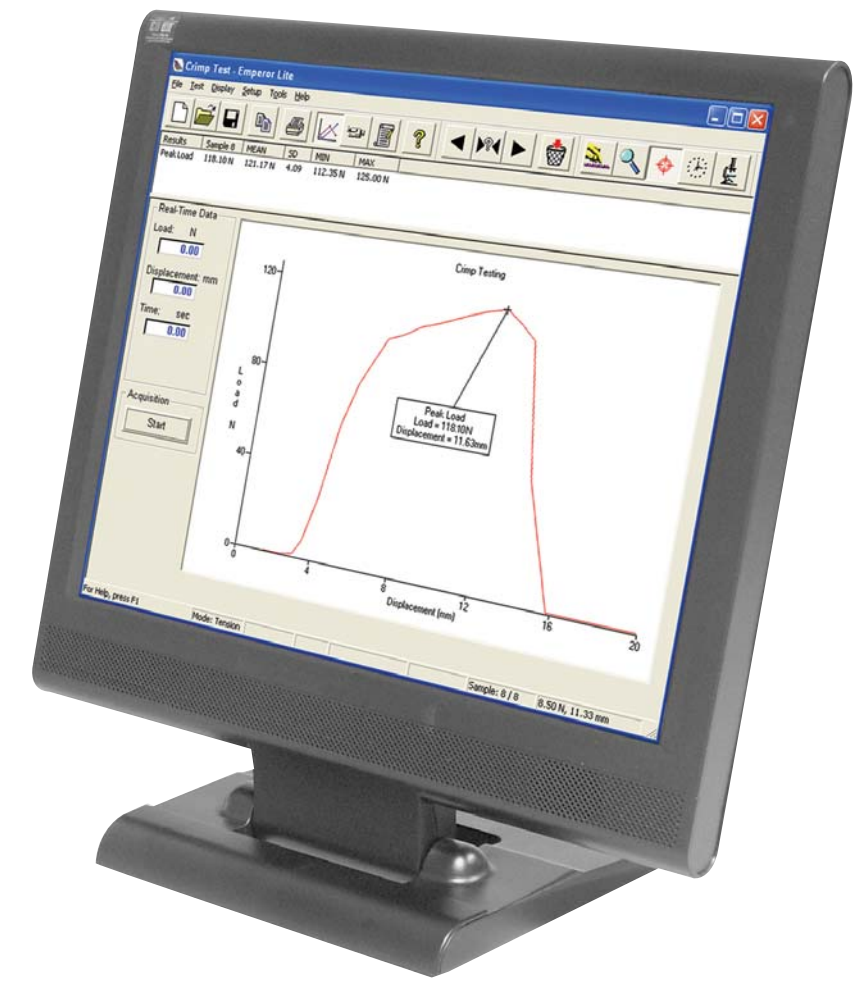 Crimp Test - Emperor Lite
File Test Display Setup Tools Help
Results Sample 8 MEAN SD MIN MAX
Peak Load 118.10 N 121.17 N 4.09 112.35 N 125.00 N
Real-Time Data
Load: N
0.00
Displacement: mm
0.00
Time: sec
0.00
Acquisition
Start
Crimp Testing
120
80
40
0
Load N
Peak Load
Load = 118.10N
Displacement = 11.63mm
0 4 8 12 16 20
Displacement (mm)
For Help, press F1
Mode: Tension
Sample: 8 / 8
8.50 N, 11.33 mm